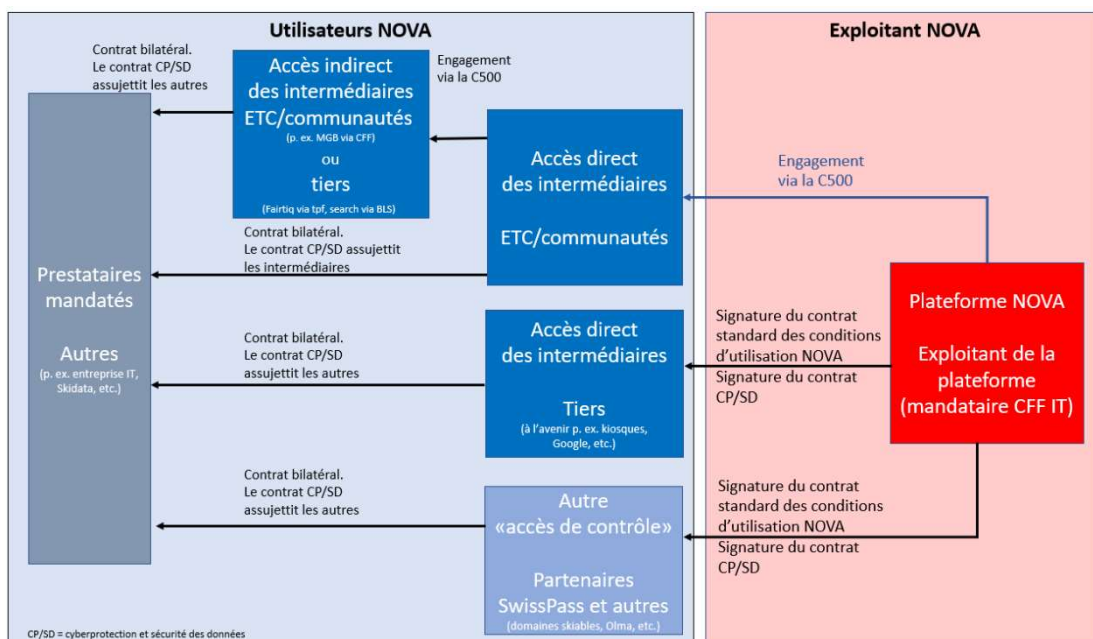 Utilisateurs NOVA
Exploitant NOVA
Contrat bilatéral.
Le contrat CP/SD
assujettit les autres
Accès indirect
des intermédiaires
ETC/communautés
(p. ex. MGB via CFF)
ou
tiers
(Fairtiq via tpf, search via BLS)
Engagement
via la C500
Accès direct
des intermédiaires
ETC/communautés
Engagement
via la C500
Contrat bilatéral.
Le contrat CP/SD assujettit
les intermédiaires
Prestataires
mandatés
Autres
(p. ex. entreprise IT,
Skidata, etc.)
Plateforme NOVA
Exploitant de la
plateforme
(mandataire CFF IT)
Contrat bilatéral.
Le contrat CP/SD
assujettit les autres
Accès direct
des intermédiaires
Tiers
(à l'avenir p. ex. kiosques,
Google, etc.)
Signature du contrat
standard des conditions
d'utilisation NOVA
Signature du contrat
CP/SD
Contrat bilatéral.
Le contrat CP/SD
assujettit les autres
Autre
«accès de contrôle»
Partenaires
SwissPass et autres
(domaines skiables, Olma, etc.)
Signature du contrat
standard des conditions
d'utilisation NOVA
Signature du contrat
CP/SD
CP/SD = cyberprotection et sécurité des données